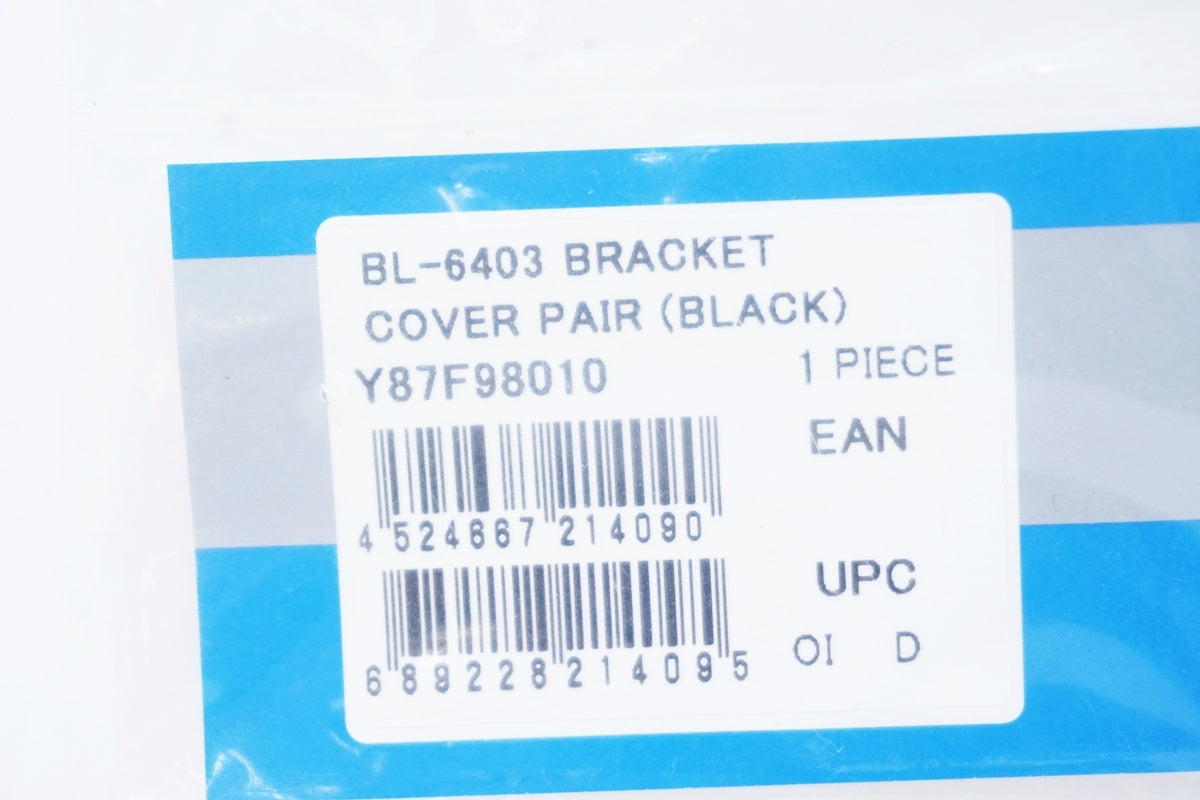 BL-6403 BRACKET
COVER PAIR (BLACK)
Y87F98010 1 PIECE
EAN
4 524667 214090
UPC
OI D
6 89228 21409 5